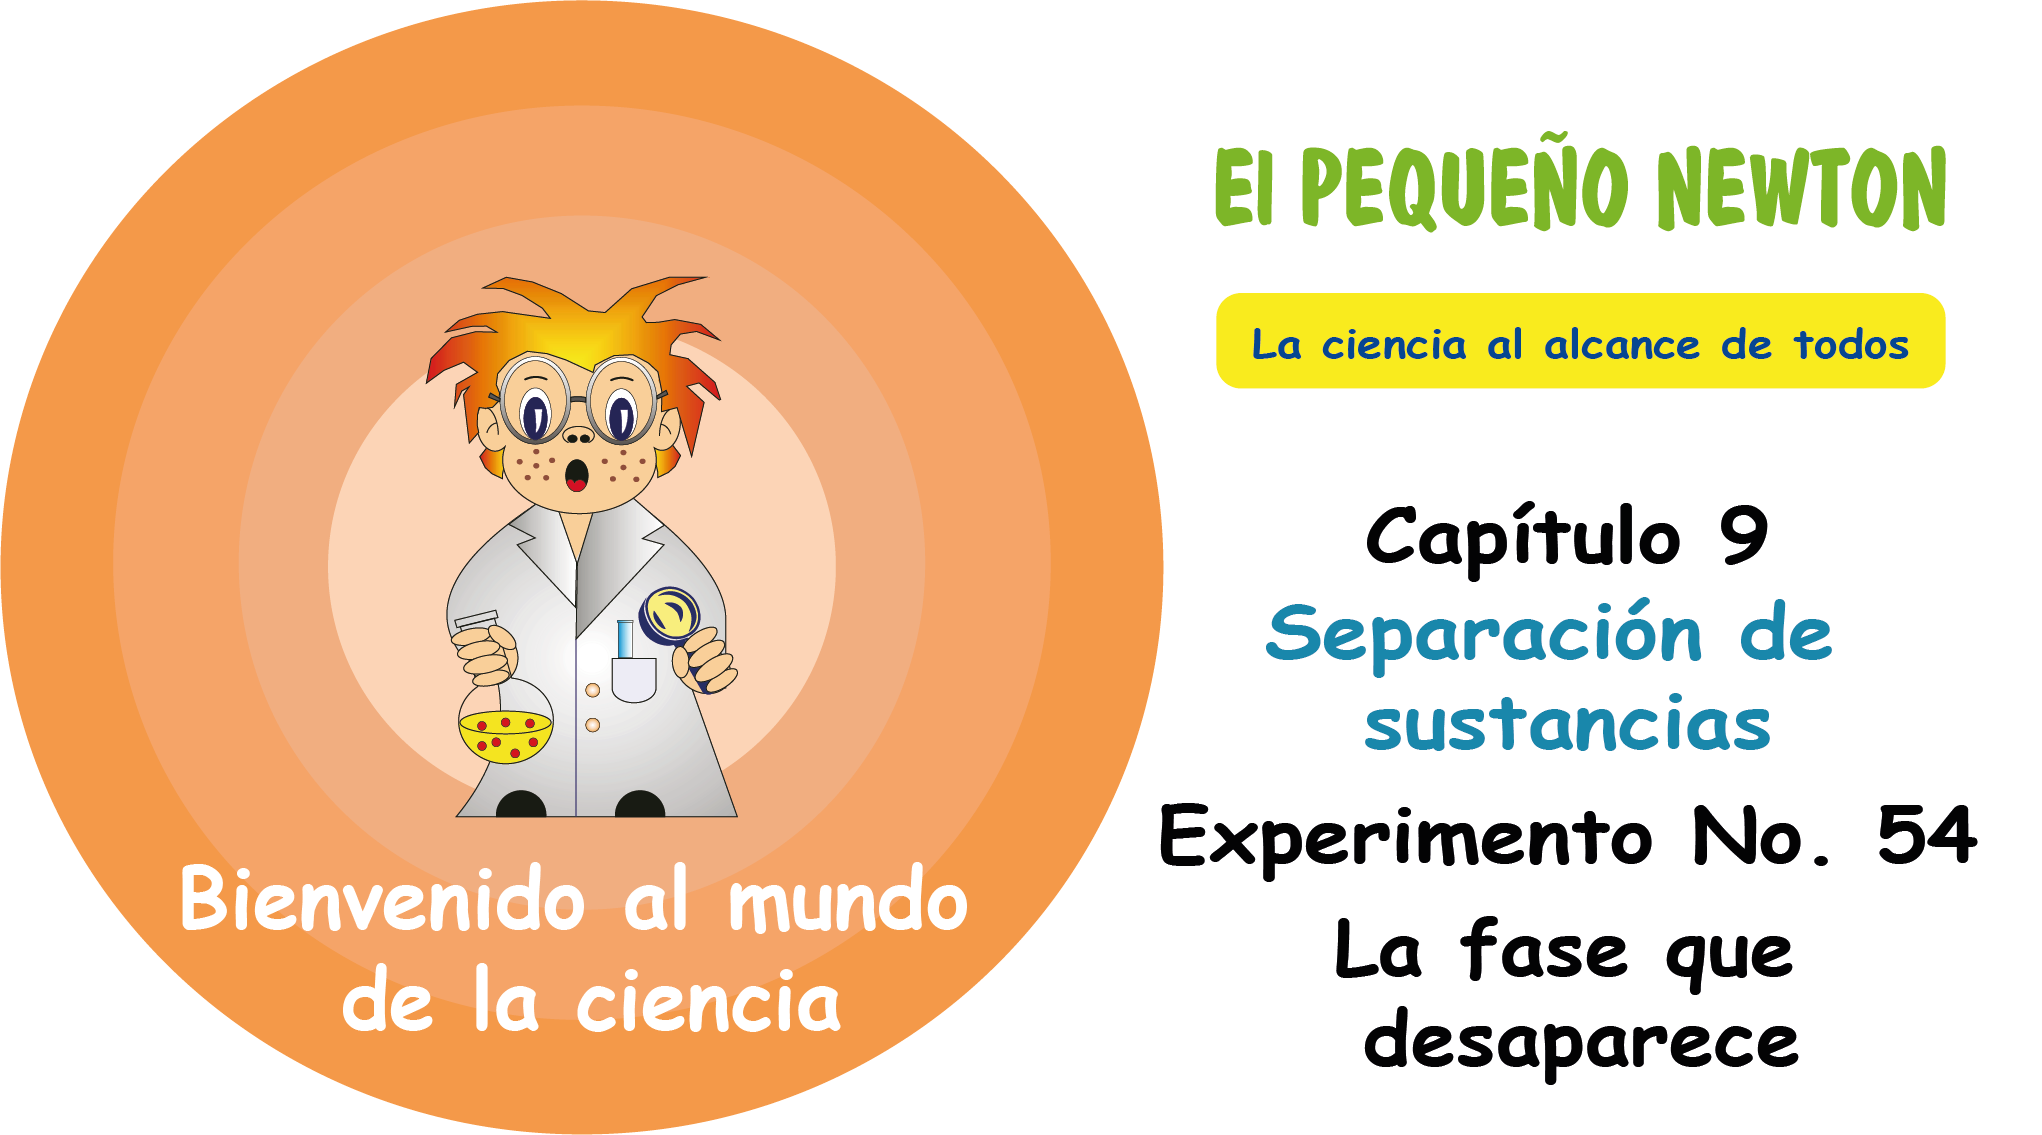 El PEQUEÑO NEWTON
La ciencia al alcance de todos
Capítulo 9
Separación de
sustancias
Experimento No. 54
La fase que
desaparece
Bienvenido al mundo
de la ciencia